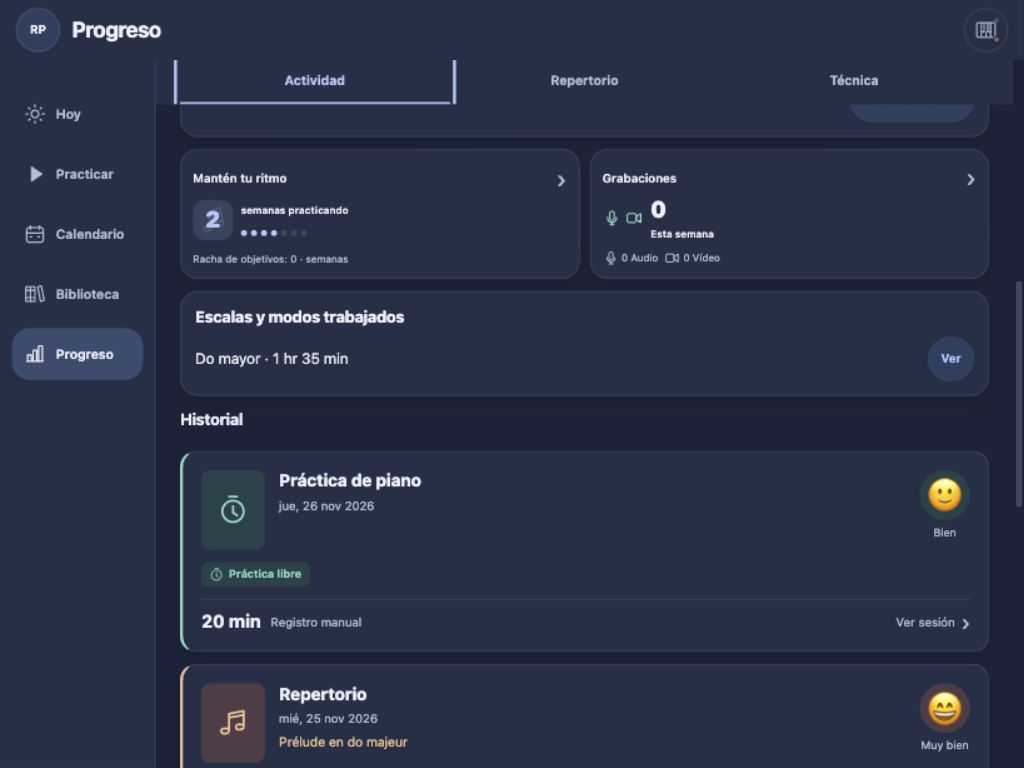 RP
Progreso
Hoy
Practicar
Calendario
Biblioteca
Progreso
Actividad
Repertorio
Técnica
Mantén tu ritmo
2
semanas practicando
Racha de objetivos: 0 · semanas
Grabaciones
0
Esta semana
0 Audio
0 Vídeo
Escalas y modos trabajados
Do mayor · 1 hr 35 min
Ver
Historial
Práctica de piano
jue, 26 nov 2026
Bien
Práctica libre
20 min Registro manual
Ver sesión
Repertorio
mié, 25 nov 2026
Prélude en do majeur
Muy bien